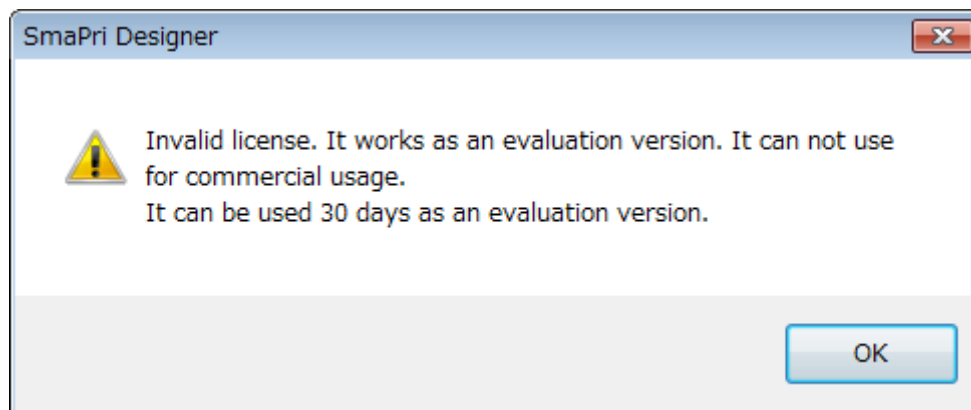 SmaPri Designer
Invalid license. It works as an evaluation version. It can not use
for commercial usage.
It can be used 30 days as an evaluation version.
OK